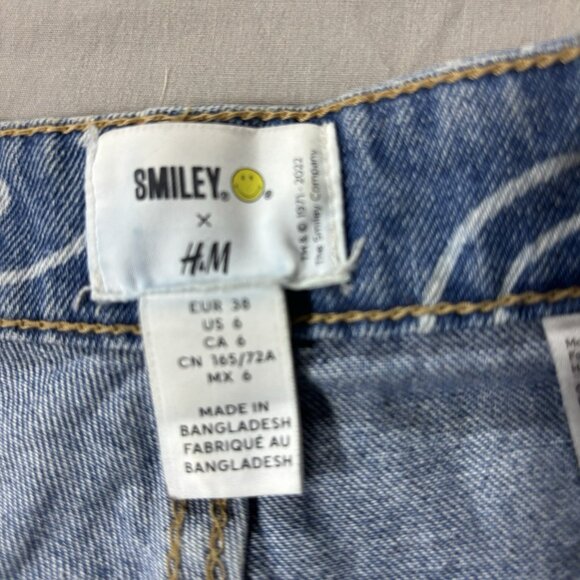 SMILEY®
×
H&M
TM & © 1971 - 2022
The Smiley Company
EUR 38
US 6
CA 6
CN 165/72A
MX 6
MADE IN
BANGLADESH
FABRIQUÉ AU
BANGLADESH